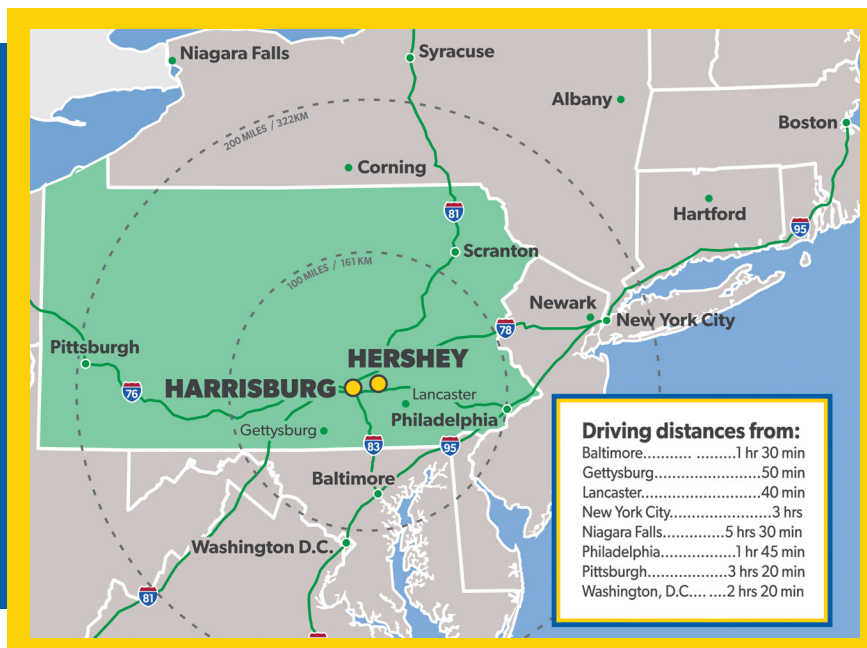 Niagara Falls
Syracuse
Albany
Boston
200 MILES / 322KM
Corning
Hartford
81
95
Scranton
100 MILES / 161 KM
Newark
New York City
78
Pittsburgh
HERSHEY
76
HARRISBURG
Lancaster
Philadelphia
Gettysburg
83
95
Baltimore
Washington D.C.
81
Driving distances from:
Baltimore........... .........1 hr 30 min
Gettysburg.......................50 min
Lancaster.......................40 min
New York City....................3 hrs
Niagara Falls............5 hrs 30 min
Philadelphia...............1 hr 45 min
Pittsburgh...............3 hrs 20 min
Washington, D.C.... ....2 hrs 20 min